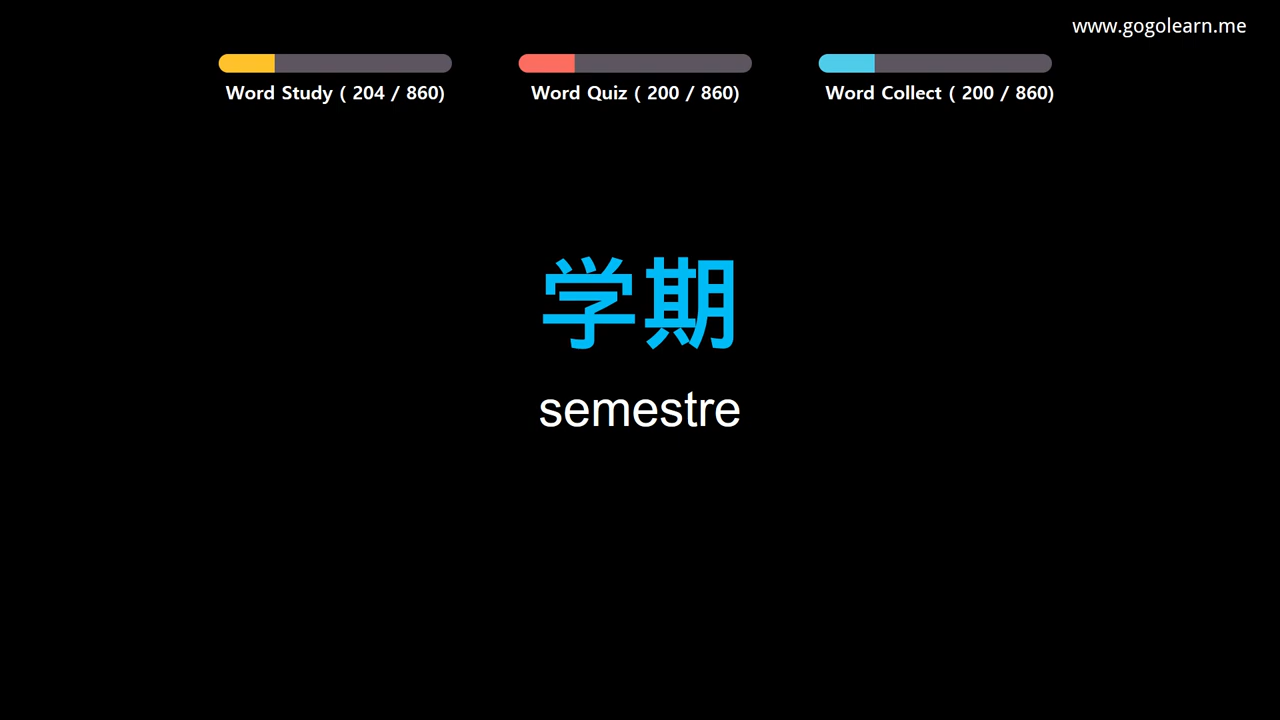 www.gogolearn.me
Word Study ( 204 / 860)
Word Quiz ( 200 / 860)
Word Collect ( 200 / 860)
学期
semestre